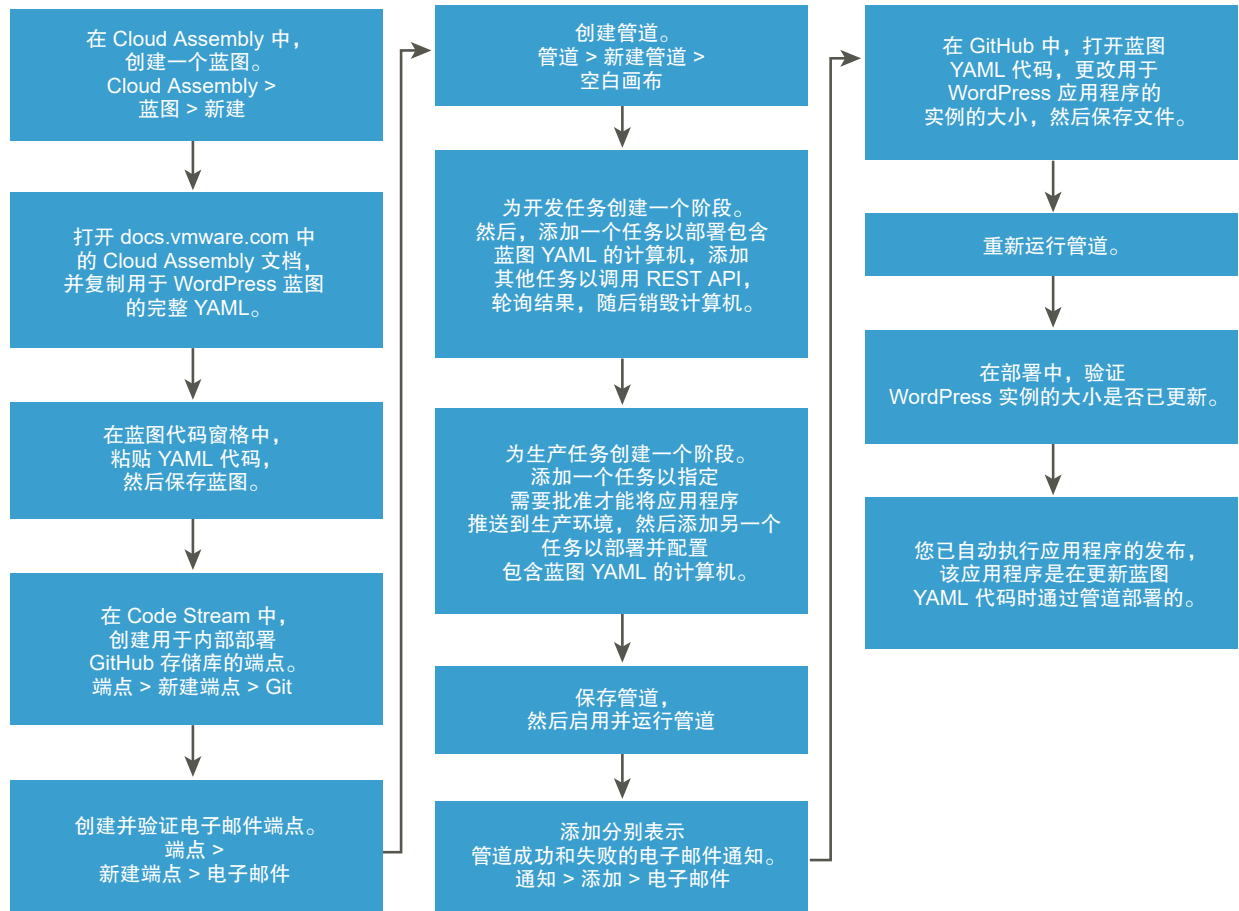 在 Cloud Assembly 中，
创建一个蓝图。
Cloud Assembly >
蓝图 > 新建
打开 docs.vmware.com 中
的 Cloud Assembly 文档，
并复制用于 WordPress 蓝图
的完整 YAML。
在蓝图代码窗格中，
粘贴 YAML 代码，
然后保存蓝图。
在 Code Stream 中，
创建用于内部部署
GitHub 存储库的端点。
端点 > 新建端点 > Git
创建并验证电子邮件端点。
端点 >
新建端点 > 电子邮件
创建管道。
管道 > 新建管道 >
空白画布
为开发任务创建一个阶段。
然后，添加一个任务以部署包含
蓝图 YAML 的计算机，添加
其他任务以调用 REST API，
轮询结果，随后销毁计算机。
为生产任务创建一个阶段。
添加一个任务以指定
需要批准才能将应用程序
推送到生产环境，然后添加另一个
任务以部署并配置
包含蓝图 YAML 的计算机。
保存管道，
然后启用并运行管道
添加分别表示
管道成功和失败的电子邮件通知。
通知 > 添加 > 电子邮件
在 GitHub 中，打开蓝图
YAML 代码，更改用于
WordPress 应用程序的
实例的大小，然后保存文件。
重新运行管道。
在部署中，验证
WordPress 实例的大小是否已更新。
您已自动执行应用程序的发布，
该应用程序是在更新蓝图
YAML 代码时通过管道部署的。